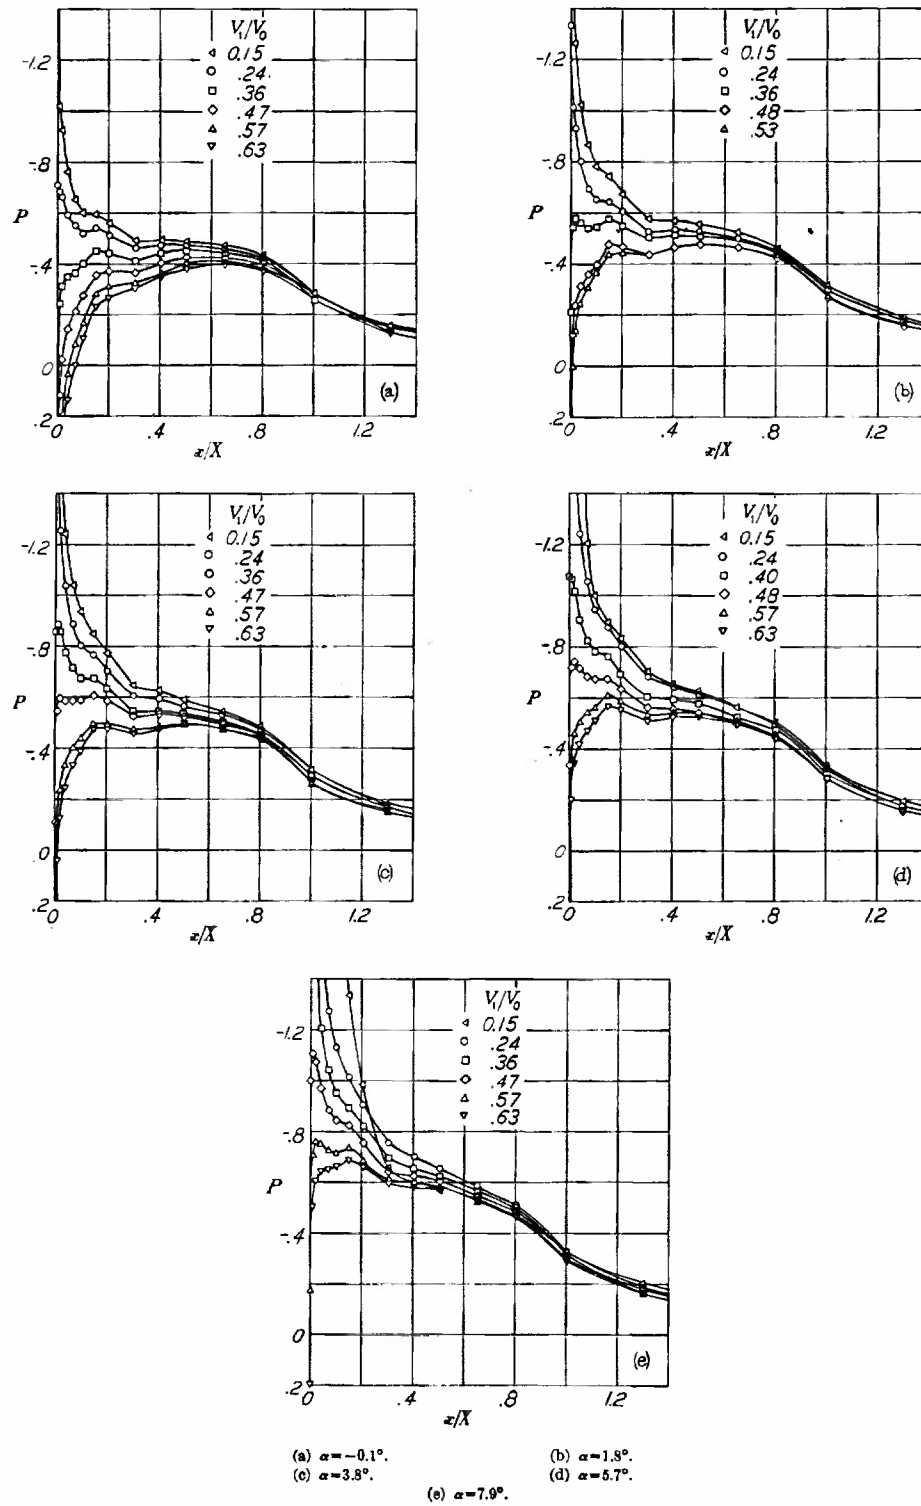 V₁/V₀
0.15
.24
.36
.47
.57
.63
-1.2
-.8
P
-.4
0
.2
0 .4 .8 1.2
x/X
(a)
V₁/V₀
0.15
.24
.36
.48
.53
-1.2
-.8
P
-.4
0
.2
0 .4 .8 1.2
x/X
(b)
V₁/V₀
0.15
.24
.36
.47
.57
.63
-1.2
-.8
P
-.4
0
.2
0 .4 .8 1.2
x/X
(c)
V₁/V₀
0.15
.24
.40
.48
.57
.63
-1.2
-.8
P
-.4
0
.2
0 .4 .8 1.2
x/X
(d)
V₁/V₀
0.15
.24
.36
.47
.57
.63
-1.2
-.8
P
-.4
0
.2
0 .4 .8 1.2
x/X
(e)
(a) α=−0.1°. (b) α=1.8°.
(c) α=3.8°. (d) α=5.7°.
(e) α=7.9°.